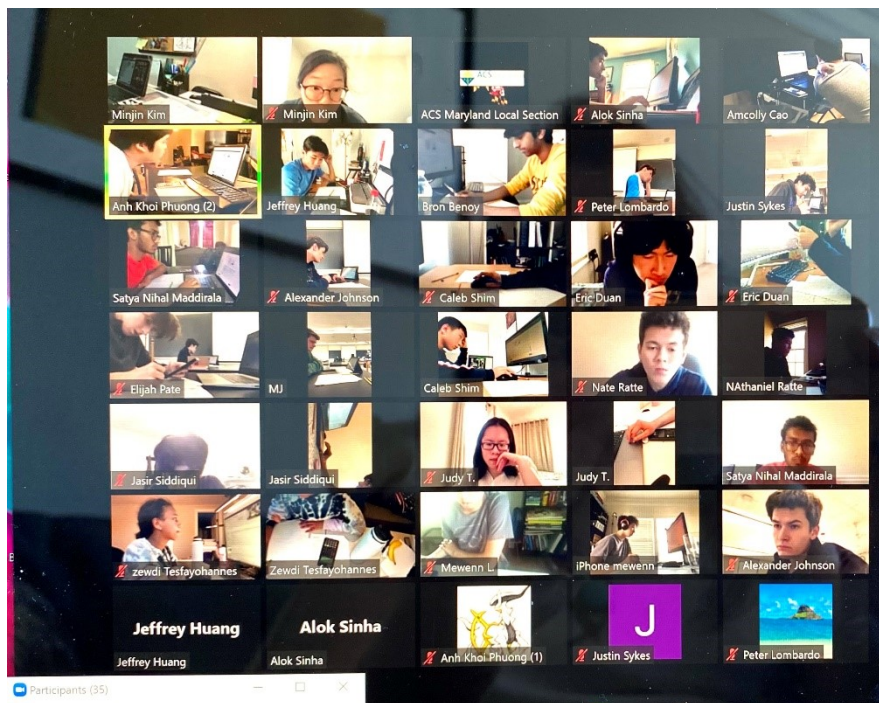 Minjin Kim
Minjin Kim
ACS
ACS Maryland Local Section
Alok Sinha
Amcolly Cao
Anh Khoi Phuong (2)
Jeffrey Huang
Bron Benoy
Peter Lombardo
Justin Sykes
Satya Nihal Maddirala
Alexander Johnson
Caleb Shim
Eric Duan
Eric Duan
Elijah Pate
MJ
Caleb Shim
Nate Ratte
NAthaniel Ratte
Jasir Siddiqui
Jasir Siddiqui
Judy T.
Judy T.
Satya Nihal Maddirala
zewdi Tesfayohannes
Zewdi Tesfayohannes
Mewenn L.
iPhone mewenn
Alexander Johnson
Jeffrey Huang
Jeffrey Huang
Alok Sinha
Alok Sinha
Anh Khoi Phuong (1)
J
Justin Sykes
Peter Lombardo
Participants (35)